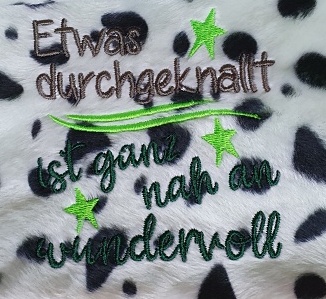 Etwas
durchgeknallt
ist ganz
nah an
wundervoll